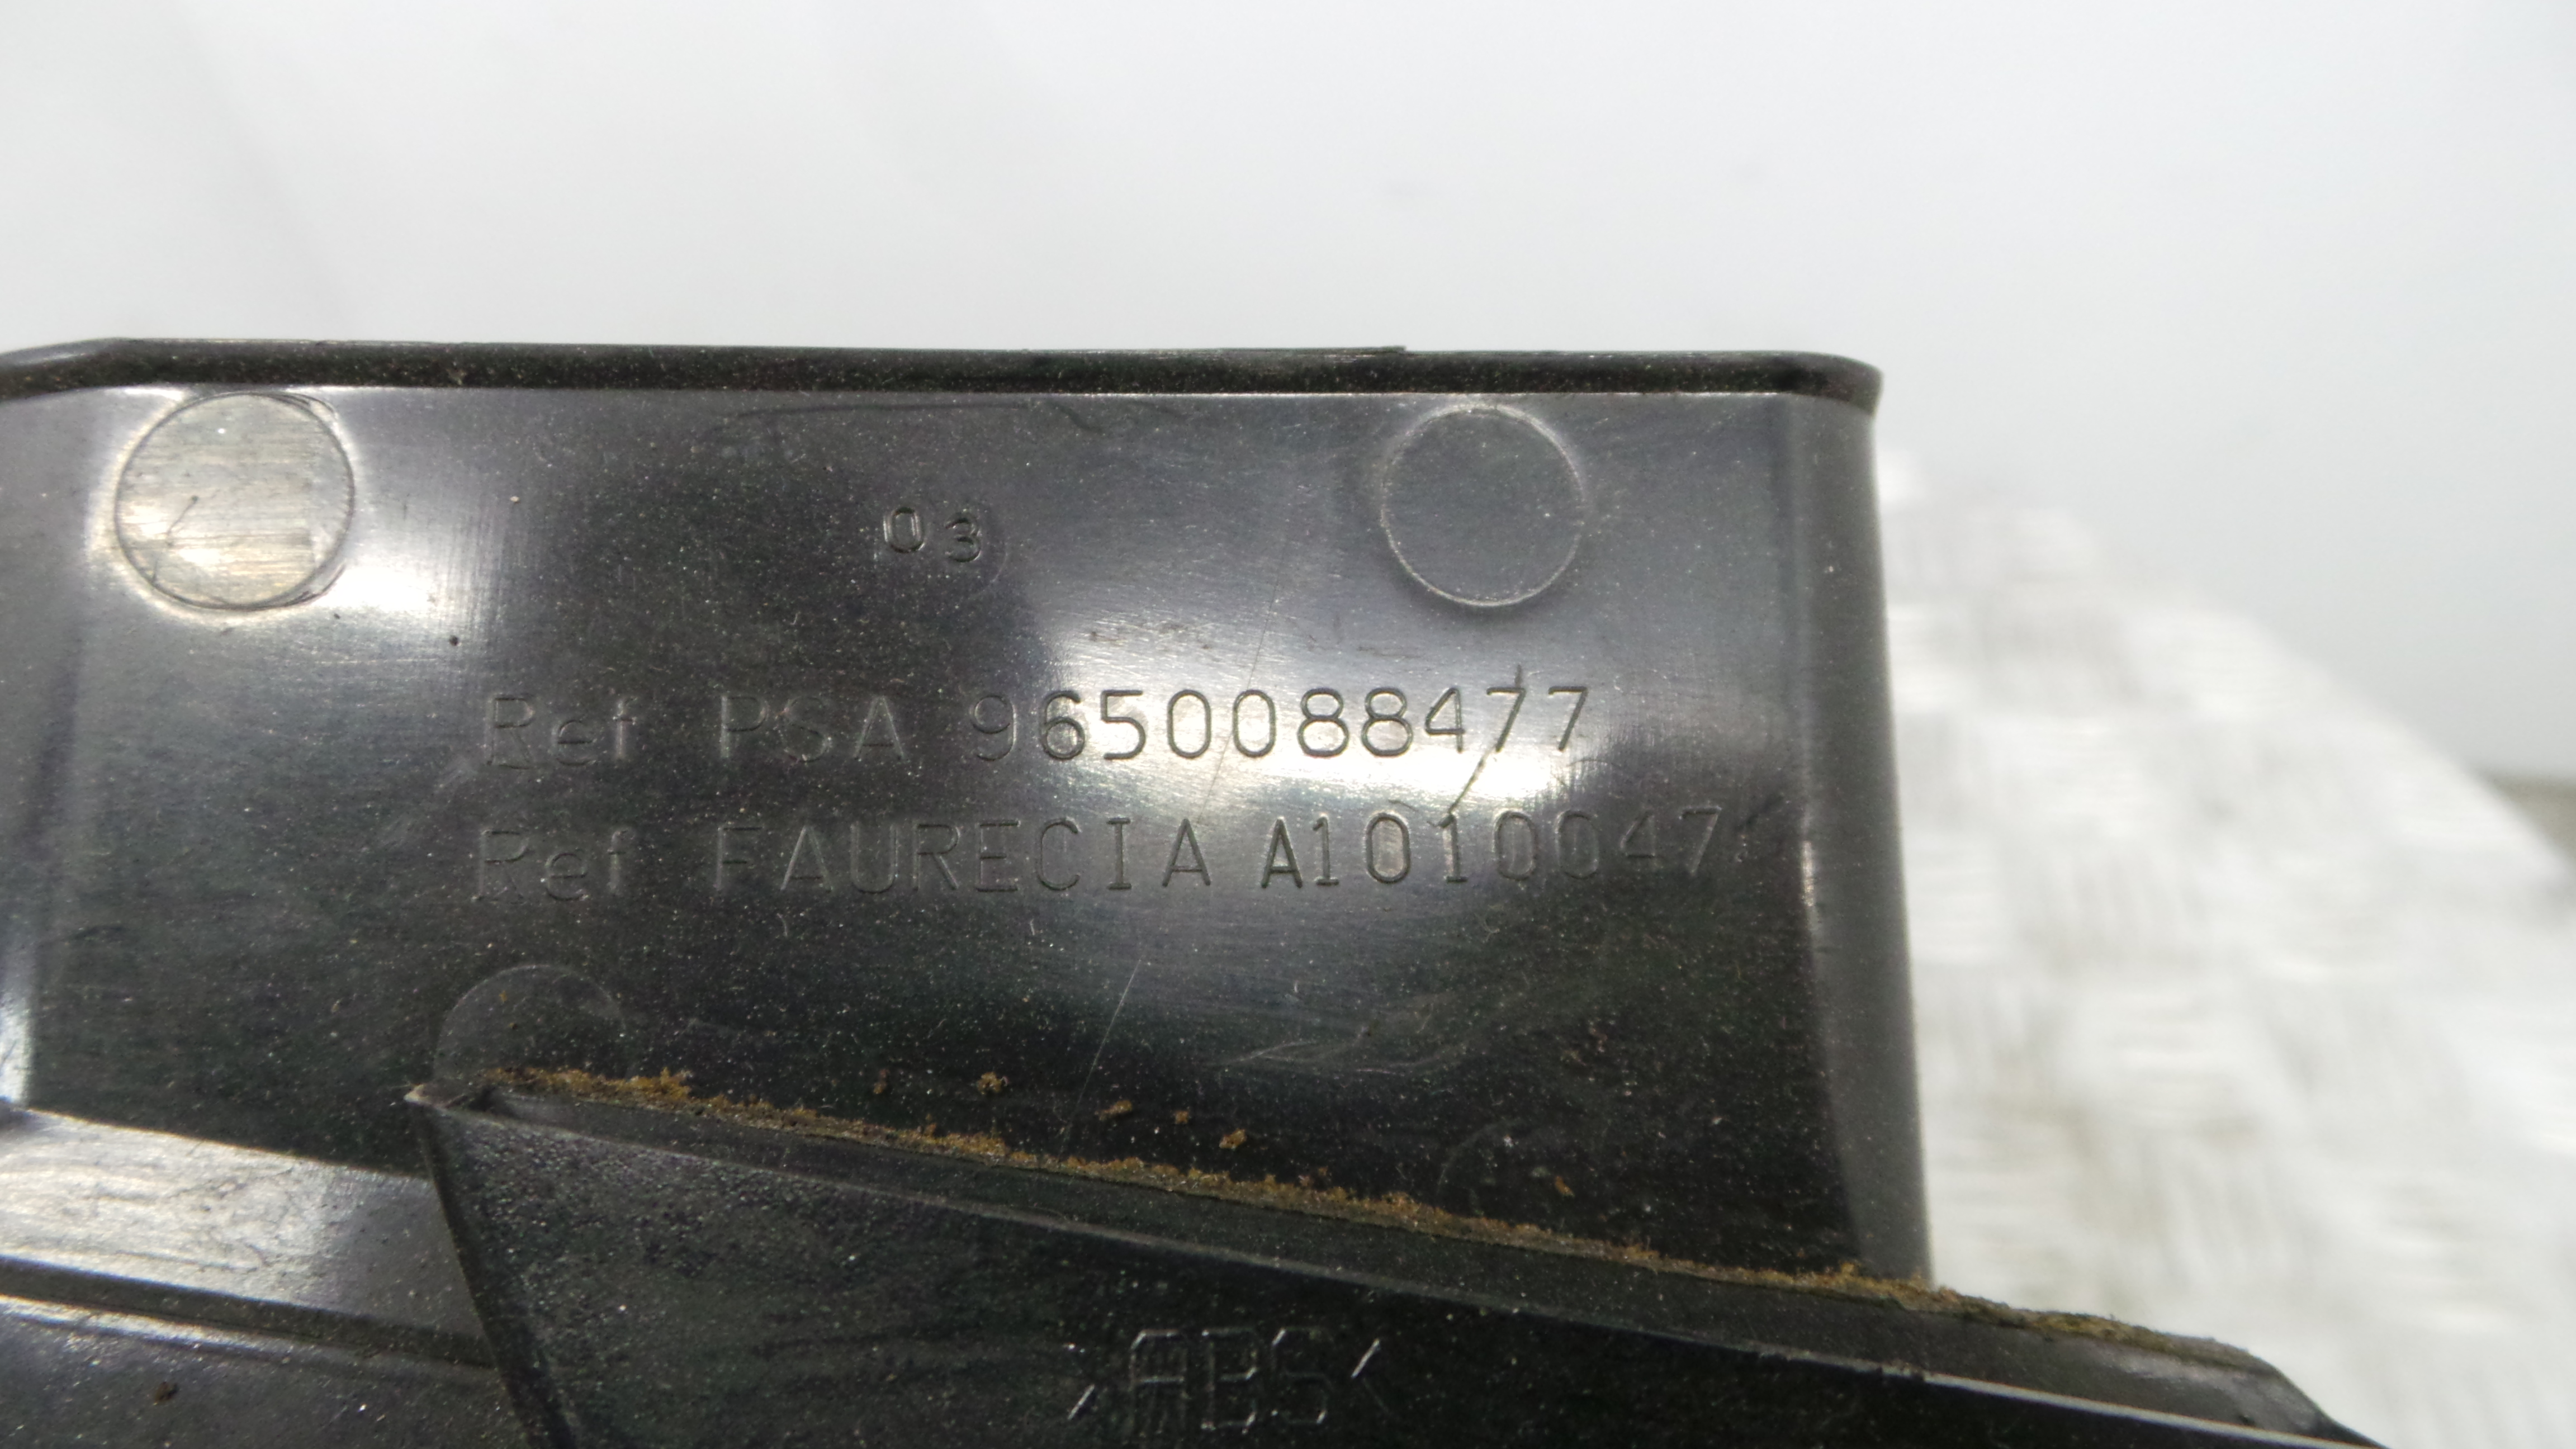 03
Ref PSA 9650088477
Ref FAURECIA A1010047
>ABS<